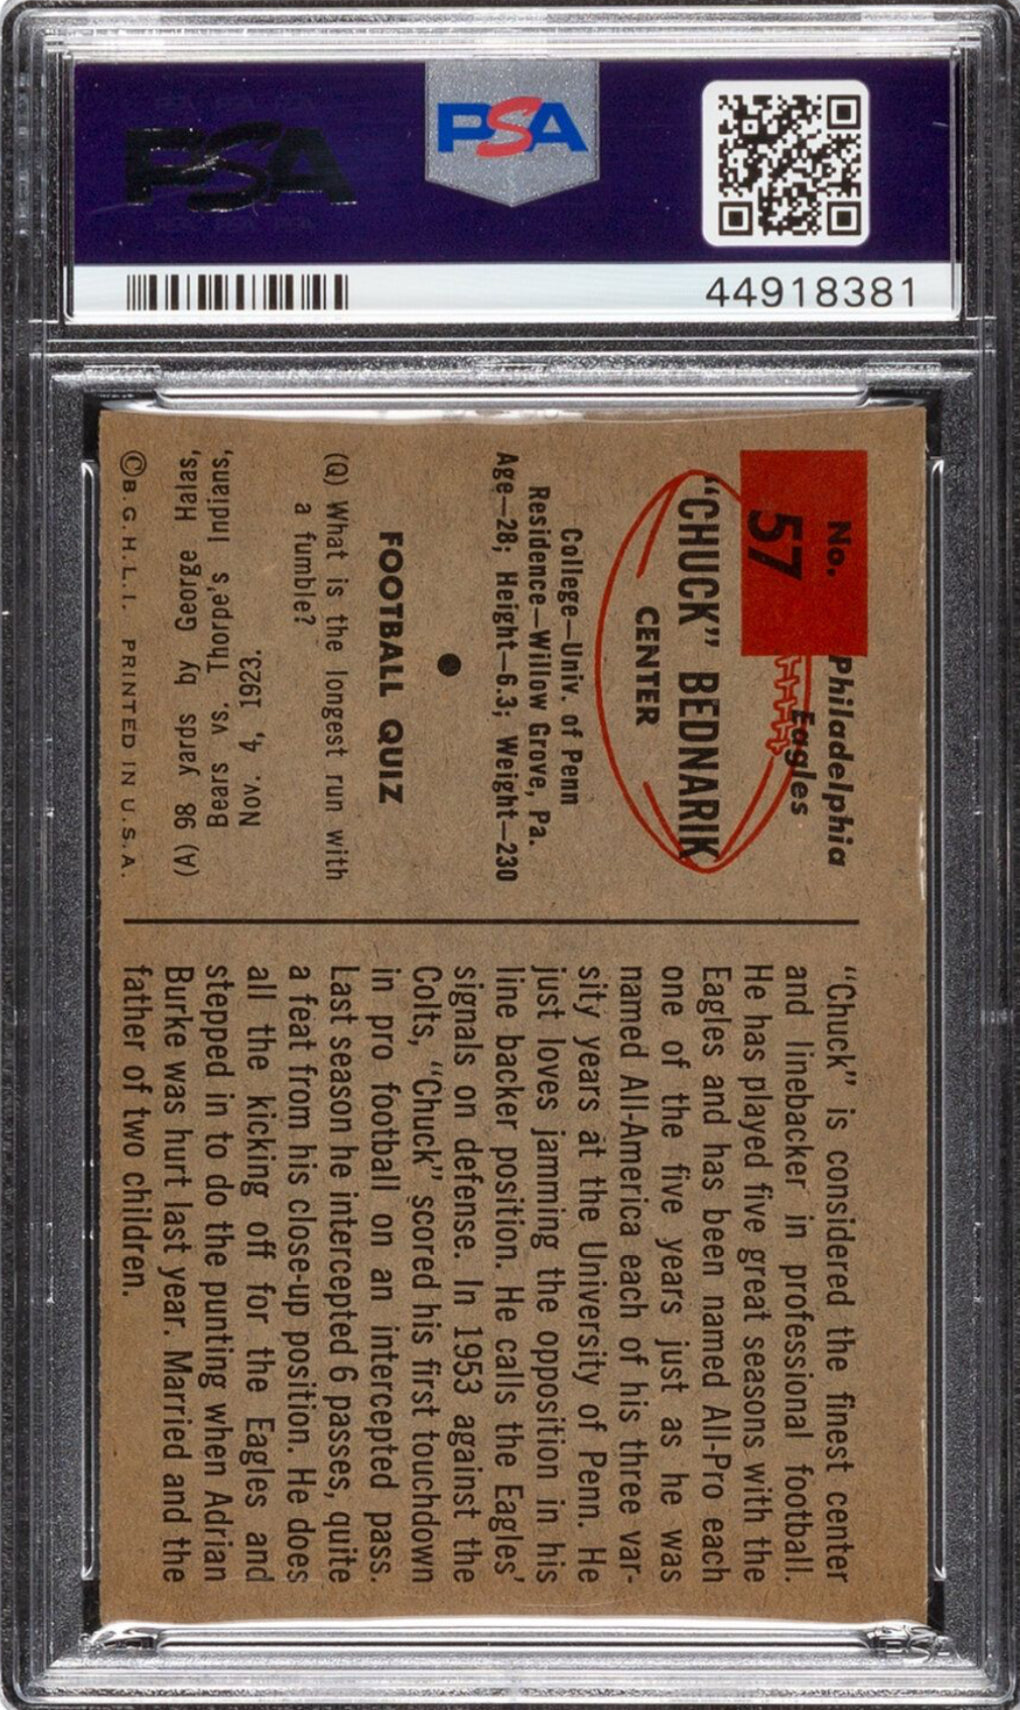 PSA
PSA
44918381
No.
57
Philadelphia
Eagles
"CHUCK" BEDNARIK
CENTER
College—Univ. of Penn
Residence—Willow Grove, Pa.
Age—28; Height—6.3; Weight—230
FOOTBALL QUIZ
(Q) What is the longest run with
a fumble?
(A) 98 yards by George Halas,
Bears vs. Thorpe's Indians,
Nov. 4, 1923.
©B.G.H.L.I. PRINTED IN U.S.A.
"Chuck" is considered the finest center
and linebacker in professional football.
He has played five great seasons with the
Eagles and has been named All-Pro each
one of the five years just as he was
named All-America each of his three var-
sity years at the University of Penn. He
just loves jamming the opposition in his
line backer position. He calls the Eagles'
signals on defense. In 1953 against the
Colts, "Chuck" scored his first touchdown
in pro football on an intercepted pass.
Last season he intercepted 6 passes, quite
a feat from his close-up position. He does
all the kicking off for the Eagles and
stepped in to do the punting when Adrian
Burke was hurt last year. Married and the
father of two children.
PSA